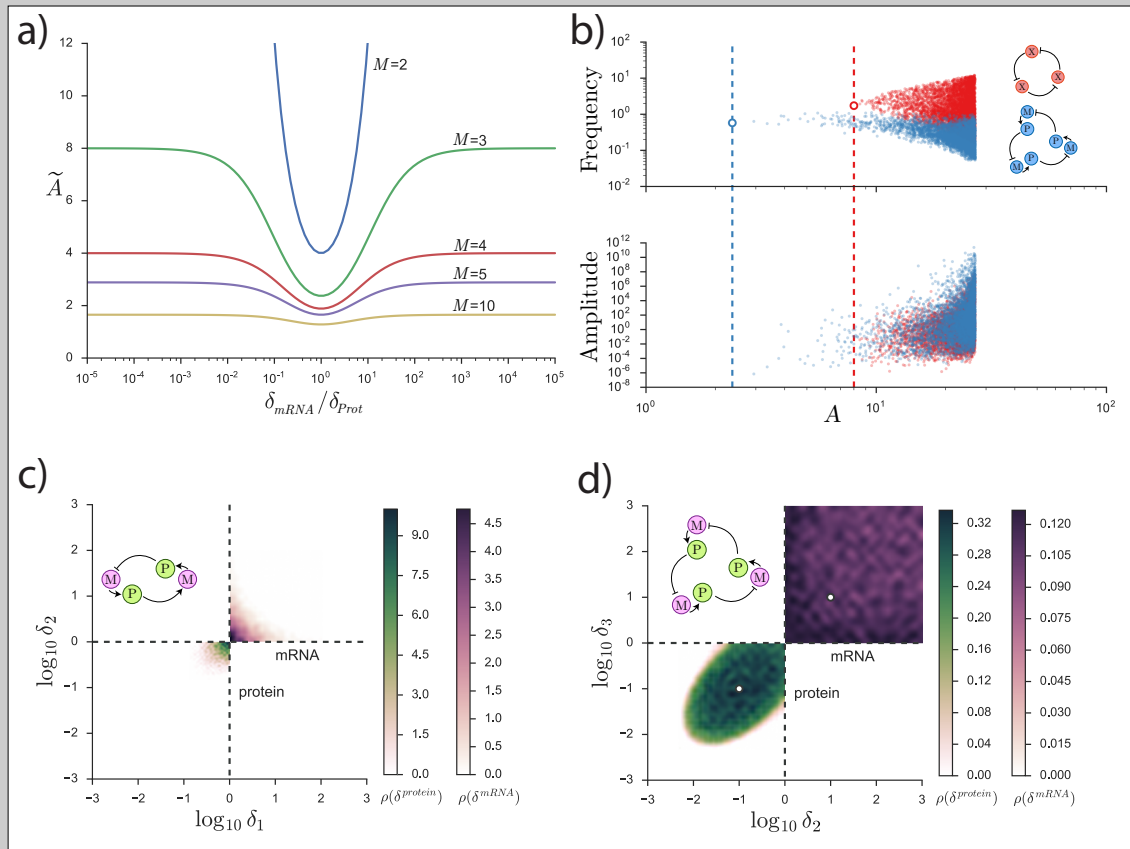 a)
12
10
8
6
4
2
0
Ã
M=2
M=3
M=4
M=5
M=10
10^-5 10^-4 10^-3 10^-2 10^-1 10^0 10^1 10^2 10^3 10^4 10^5
δ_mRNA / δ_Prot
b)
Frequency
10^2
10^1
10^0
10^-1
10^-2
X
X
X
M
P
P
M
P
M
Amplitude
10^12
10^10
10^8
10^6
10^4
10^2
10^0
10^-2
10^-4
10^-6
10^-8
10^0 10^1 10^2
A
c)
log10 δ2
3
2
1
0
−1
−2
−3
M P P M
mRNA
protein
−3 −2 −1 0 1 2 3
log10 δ1
9.0
7.5
6.0
4.5
3.0
1.5
0.0
ρ(δ^protein)
4.5
4.0
3.5
3.0
2.5
2.0
1.5
1.0
0.5
0.0
ρ(δ^mRNA)
d)
log10 δ3
3
2
1
0
−1
−2
−3
M
P
P
M
P
M
mRNA
protein
−3 −2 −1 0 1 2 3
log10 δ2
0.32
0.28
0.24
0.20
0.16
0.12
0.08
0.04
0.00
ρ(δ^protein)
0.120
0.105
0.090
0.075
0.060
0.045
0.030
0.015
0.000
ρ(δ^mRNA)